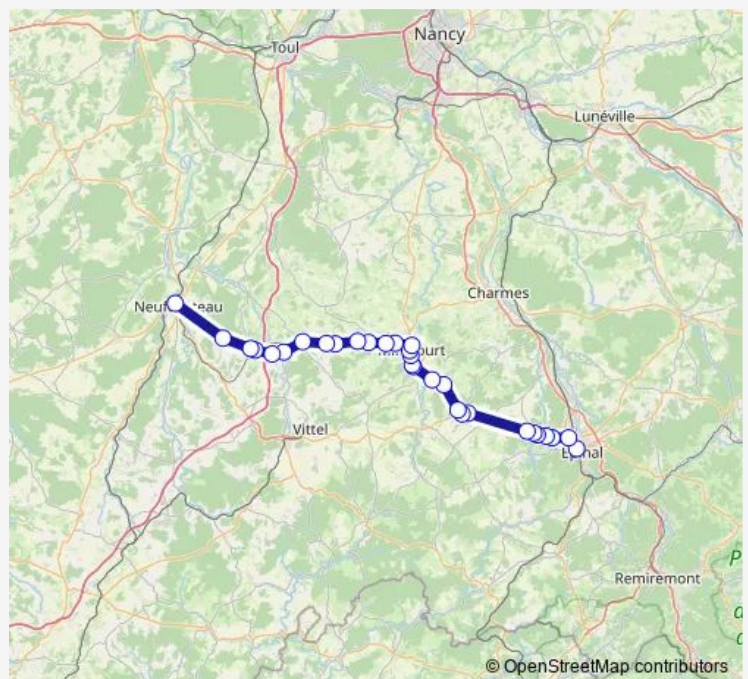 Nancy
Toul
Lunéville
Charmes
Vittel
Remiremont
© OpenStreetMap contributors